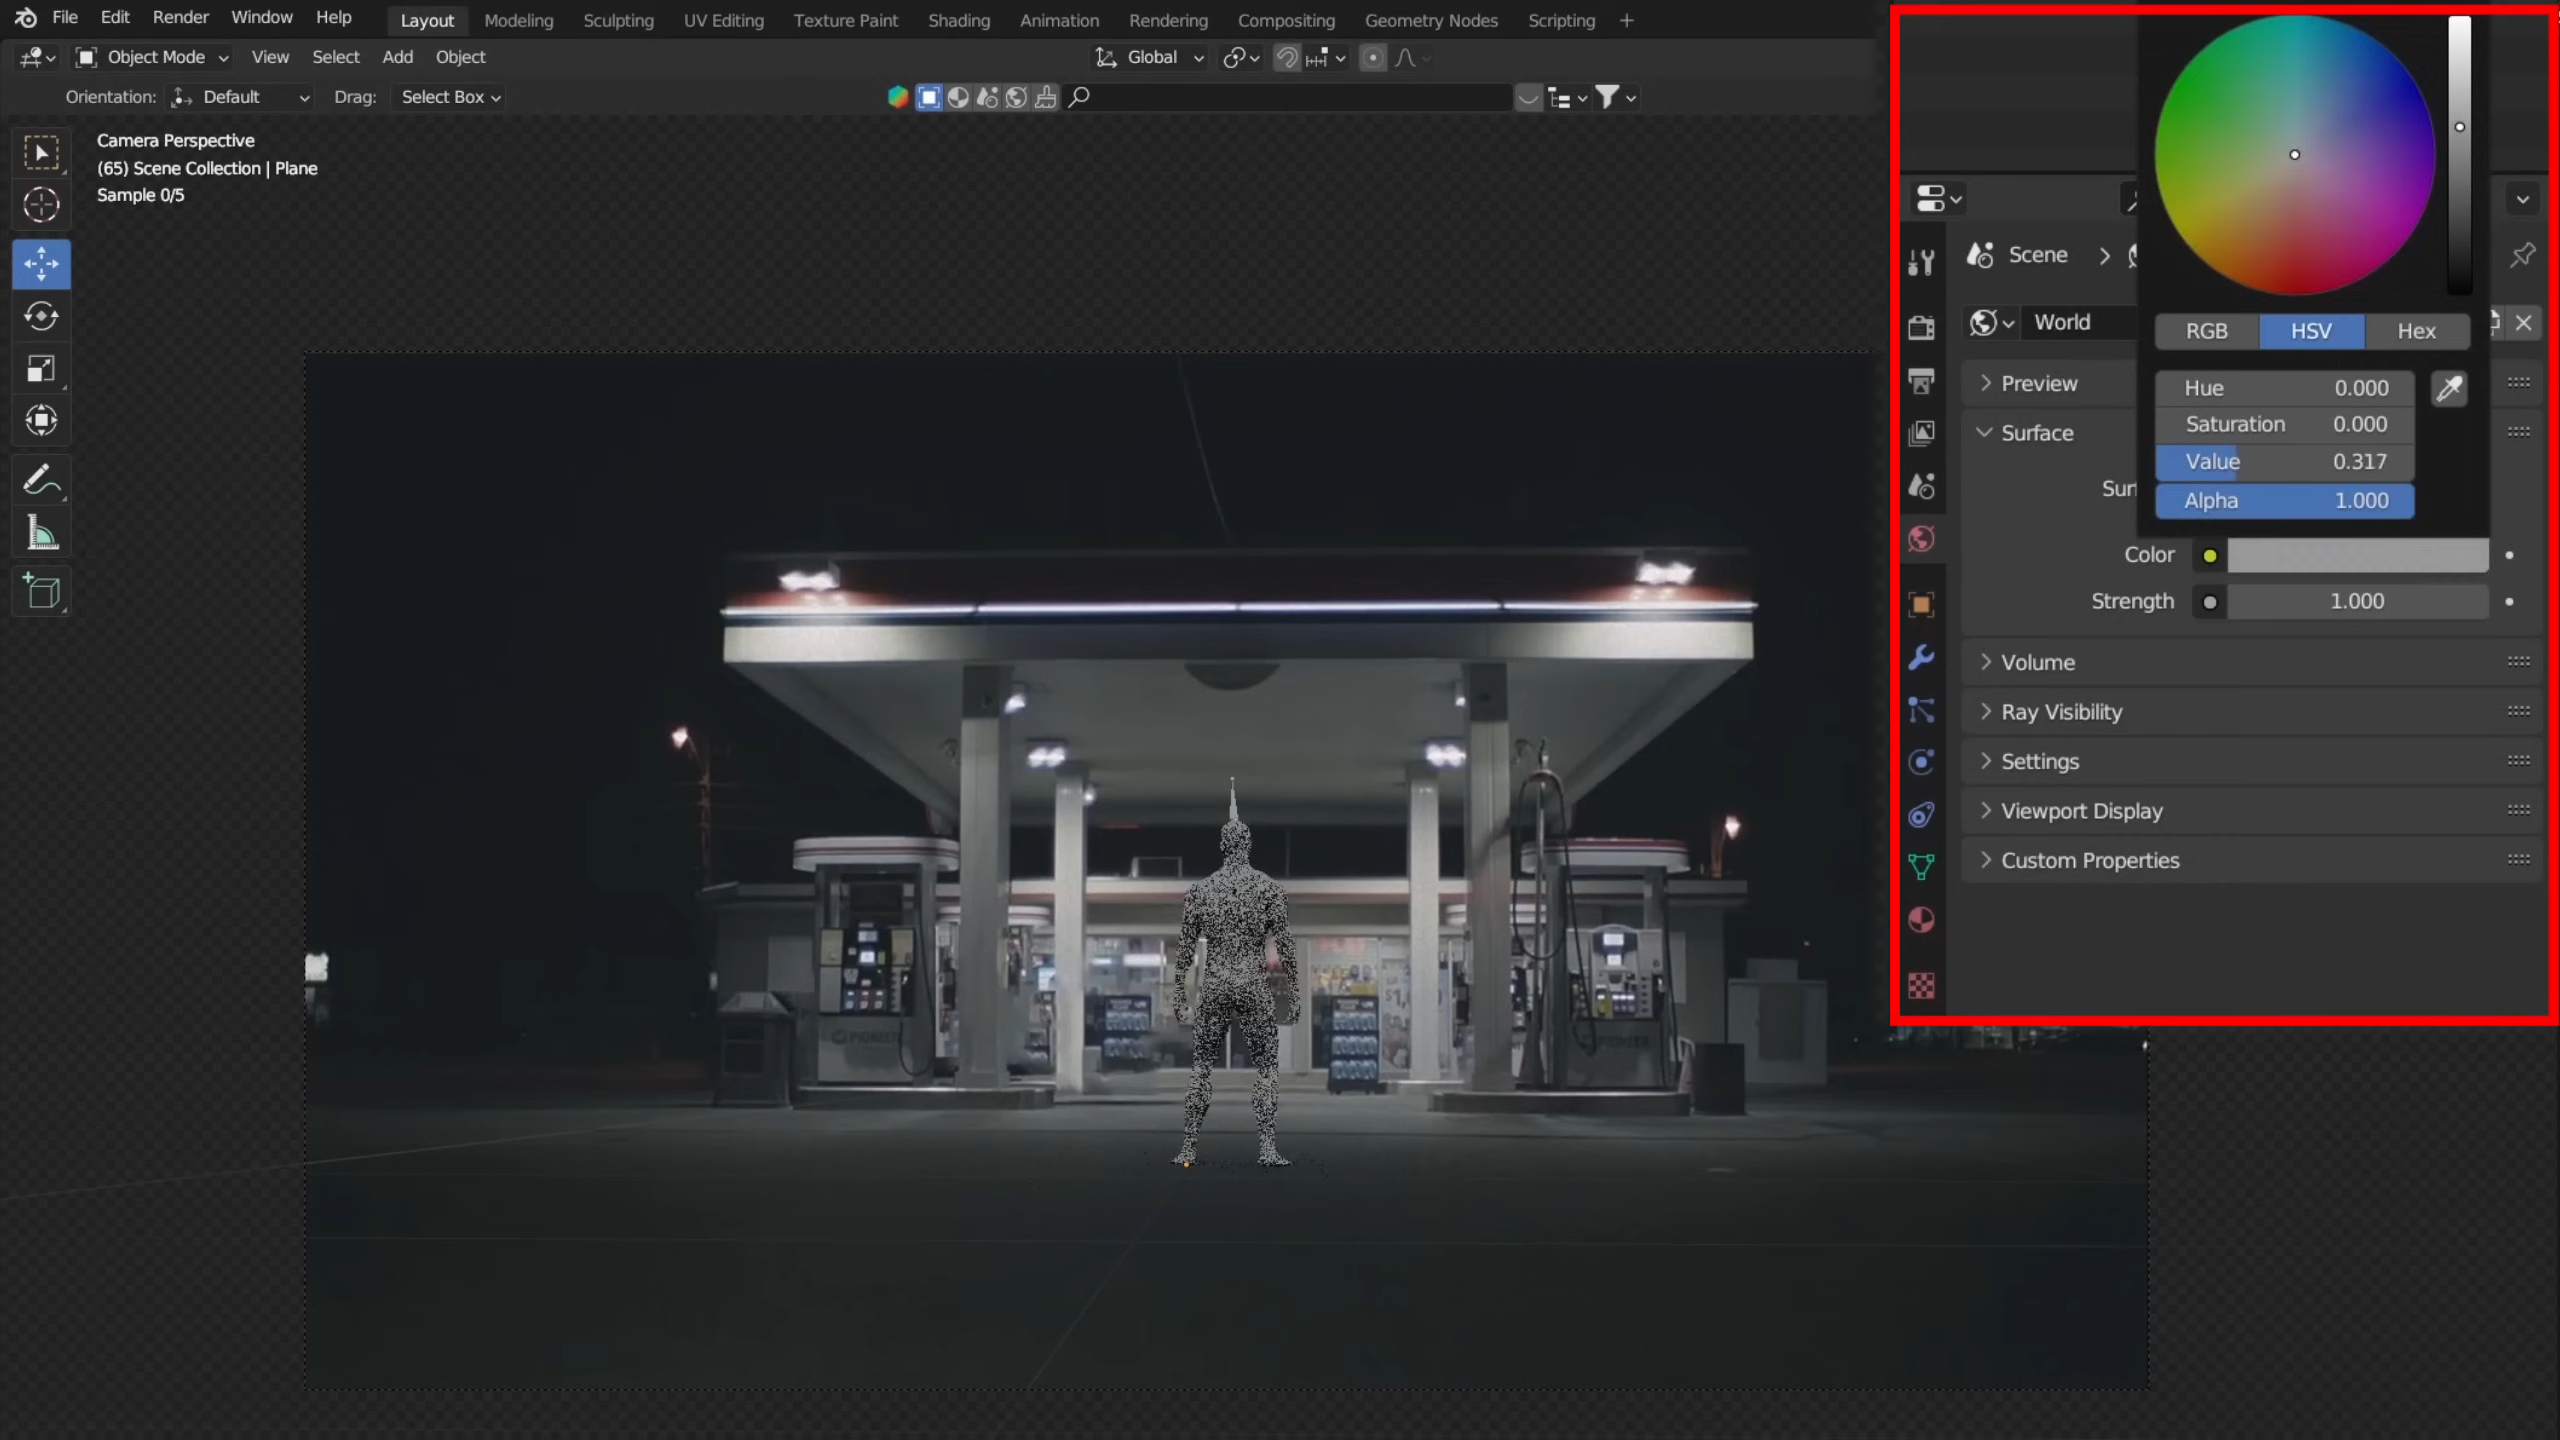 File Edit Render Window Help Layout Modeling Sculpting UV Editing Texture Paint Shading Animation Rendering Compositing Geometry Nodes Scripting +
Object Mode View Select Add Object Global
Orientation: Default Drag: Select Box
Camera Perspective
(65) Scene Collection | Plane
Sample 0/5
Scene
World
RGB HSV Hex
Preview
Hue 0.000
Saturation 0.000
Surface
Value 0.317
Sur
Alpha 1.000
Color
Strength 1.000
Volume
Ray Visibility
Settings
Viewport Display
Custom Properties
PIONEER
PIONEER